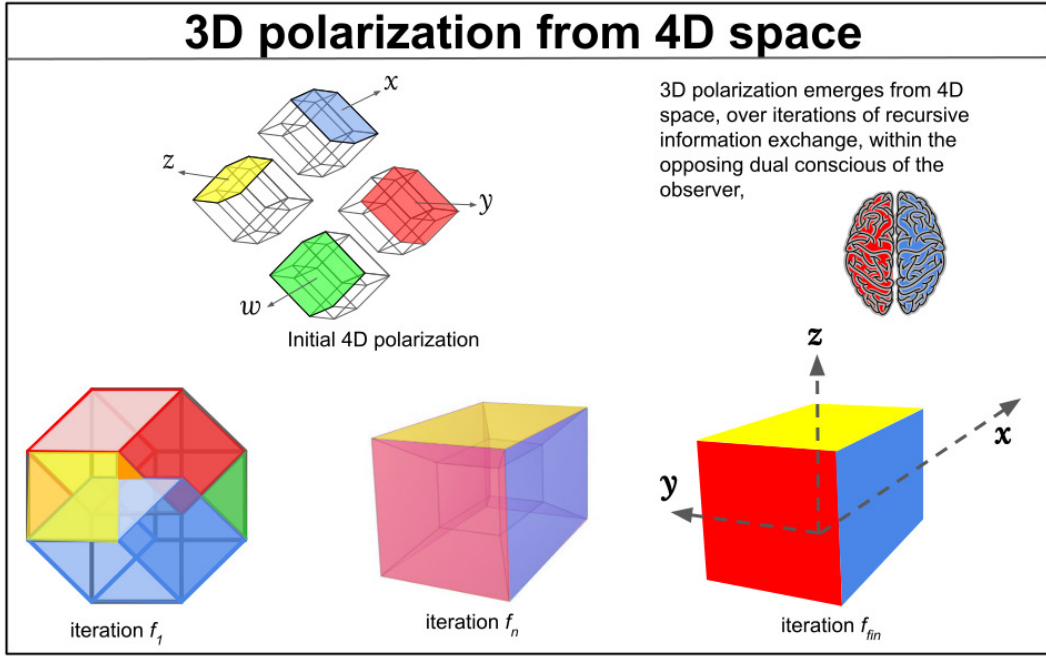 3D polarization from 4D space
x
z
y
w
Initial 4D polarization
3D polarization emerges from 4D
space, over iterations of recursive
information exchange, within the
opposing dual conscious of the
observer,
z
x
y
iteration f1
iteration fn
iteration ffin